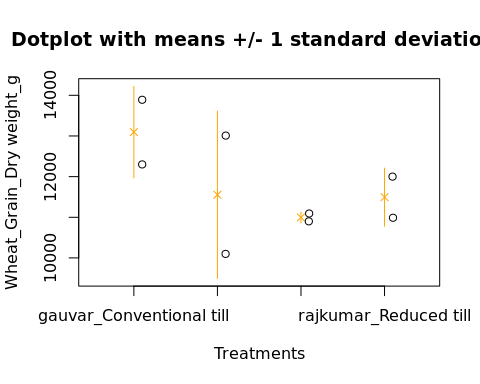 Dotplot with means +/- 1 standard deviatio
Wheat_Grain_Dry weight_g
14000
12000
10000
gauvar_Conventional till
rajkumar_Reduced till
Treatments